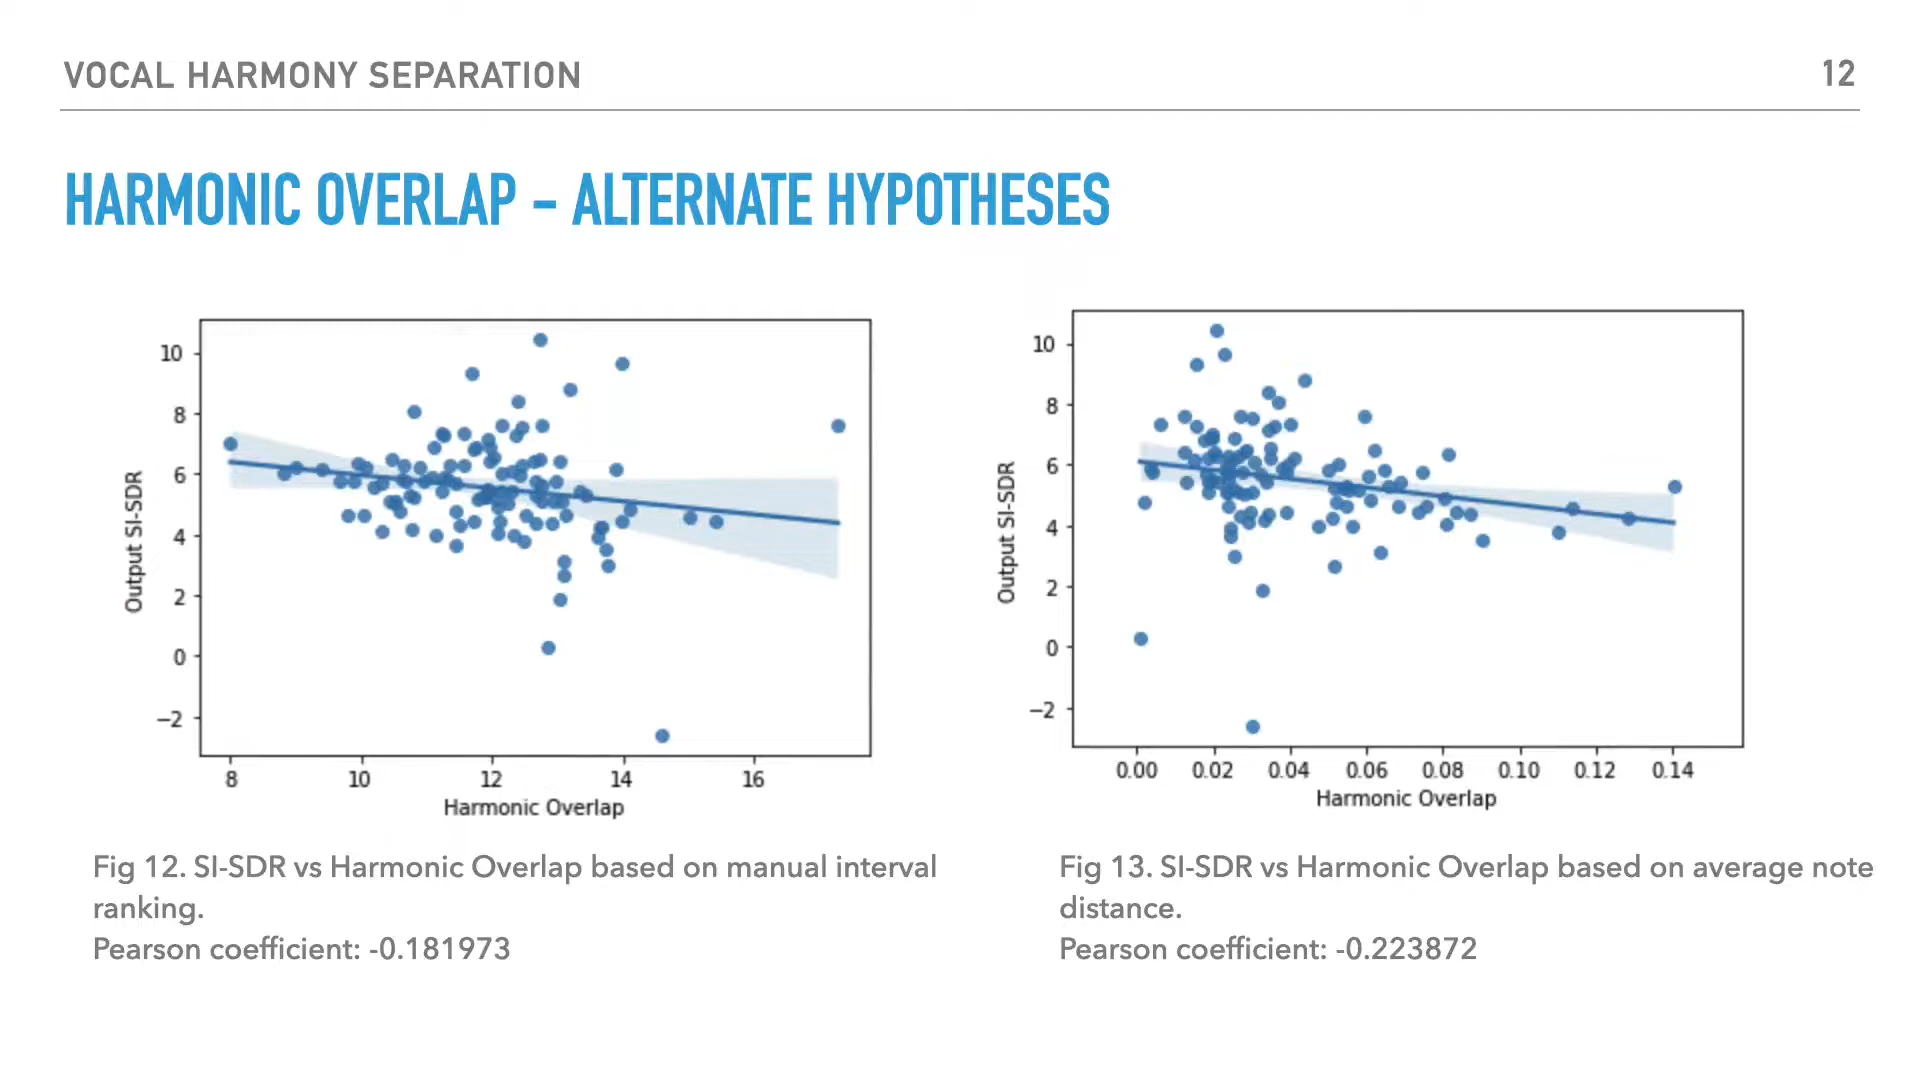 VOCAL HARMONY SEPARATION
12
HARMONIC OVERLAP - ALTERNATE HYPOTHESES
10
8
6
4
2
0
−2
Output SI-SDR
8 10 12 14 16
Harmonic Overlap
10
8
6
4
2
0
−2
Output SI-SDR
0.00 0.02 0.04 0.06 0.08 0.10 0.12 0.14
Harmonic Overlap
Fig 12. SI-SDR vs Harmonic Overlap based on manual interval
ranking.
Pearson coefficient: -0.181973
Fig 13. SI-SDR vs Harmonic Overlap based on average note
distance.
Pearson coefficient: -0.223872